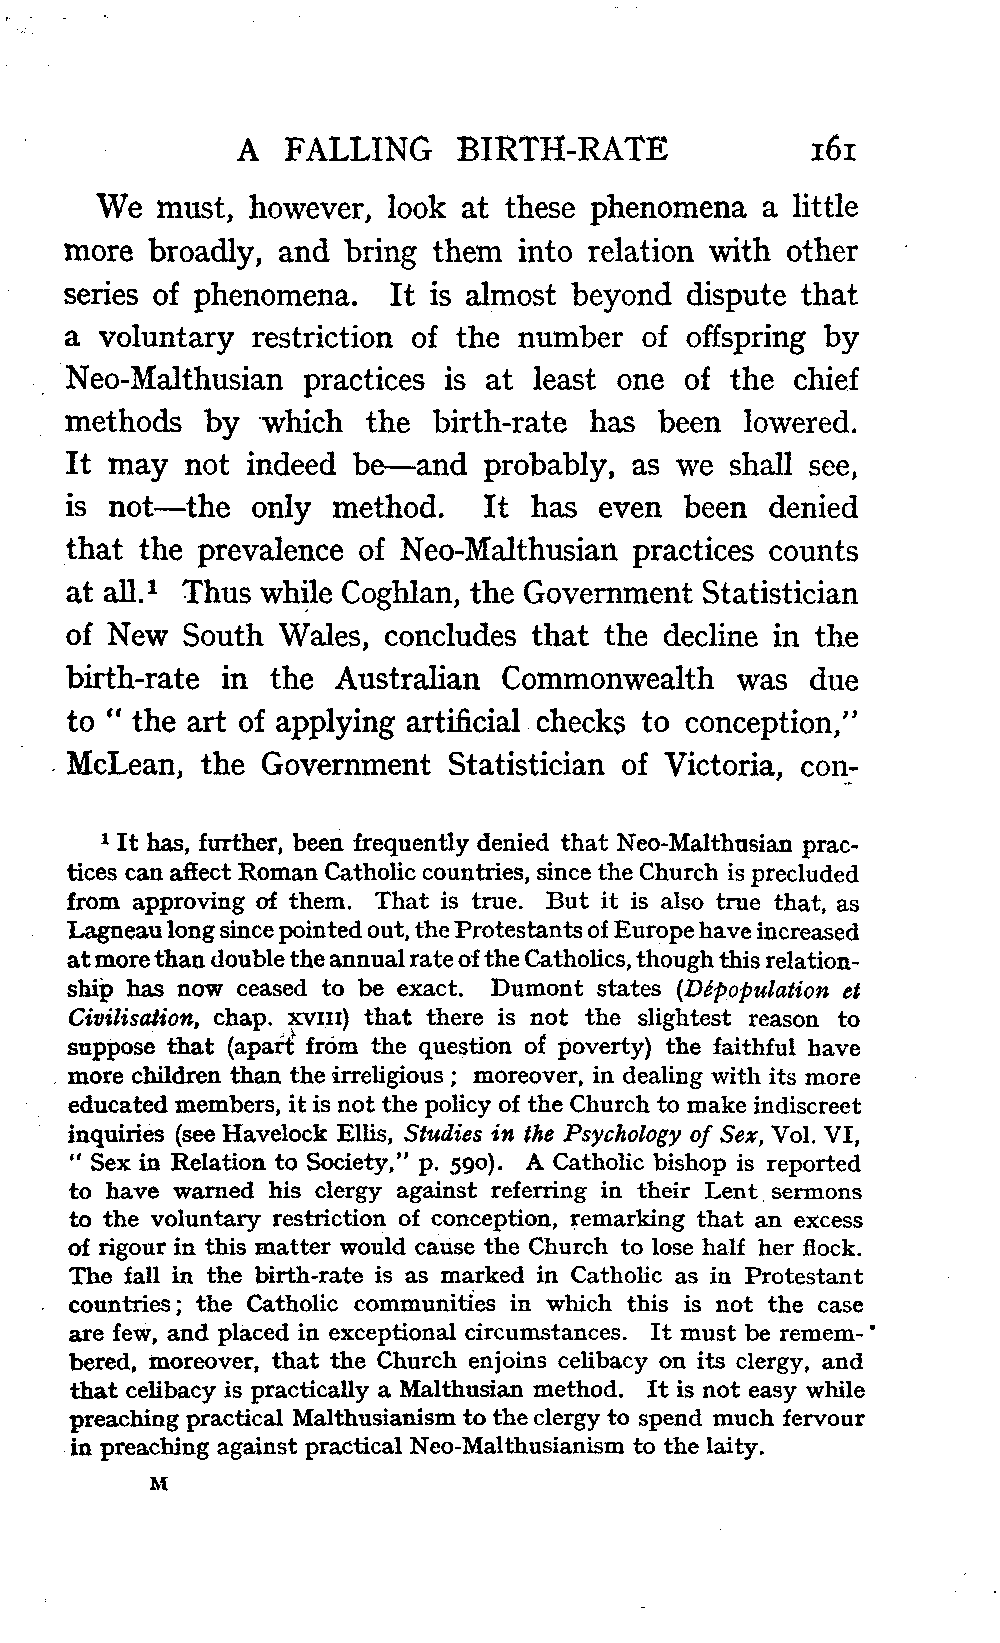 A FALLING BIRTH-RATE 161
We must, however, look at these phenomena a little
more broadly, and bring them into relation with other
series of phenomena. It is almost beyond dispute that
a voluntary restriction of the number of offspring by
Neo-Malthusian practices is at least one of the chief
methods by which the birth-rate has been lowered.
It may not indeed be—and probably, as we shall see,
is not—the only method. It has even been denied
that the prevalence of Neo-Malthusian practices counts
at all.¹ Thus while Coghlan, the Government Statistician
of New South Wales, concludes that the decline in the
birth-rate in the Australian Commonwealth was due
to " the art of applying artificial checks to conception,"
McLean, the Government Statistician of Victoria, con-
¹ It has, further, been frequently denied that Neo-Malthusian prac-
tices can affect Roman Catholic countries, since the Church is precluded
from approving of them. That is true. But it is also true that, as
Lagneau long since pointed out, the Protestants of Europe have increased
at more than double the annual rate of the Catholics, though this relation-
ship has now ceased to be exact. Dumont states (Dépopulation et
Civilisation, chap. XVIII) that there is not the slightest reason to
suppose that (apart from the question of poverty) the faithful have
more children than the irreligious ; moreover, in dealing with its more
educated members, it is not the policy of the Church to make indiscreet
inquiries (see Havelock Ellis, Studies in the Psychology of Sex, Vol. VI,
" Sex in Relation to Society," p. 590). A Catholic bishop is reported
to have warned his clergy against referring in their Lent sermons
to the voluntary restriction of conception, remarking that an excess
of rigour in this matter would cause the Church to lose half her flock.
The fall in the birth-rate is as marked in Catholic as in Protestant
countries ; the Catholic communities in which this is not the case
are few, and placed in exceptional circumstances. It must be remem-
bered, moreover, that the Church enjoins celibacy on its clergy, and
that celibacy is practically a Malthusian method. It is not easy while
preaching practical Malthusianism to the clergy to spend much fervour
in preaching against practical Neo-Malthusianism to the laity.
M